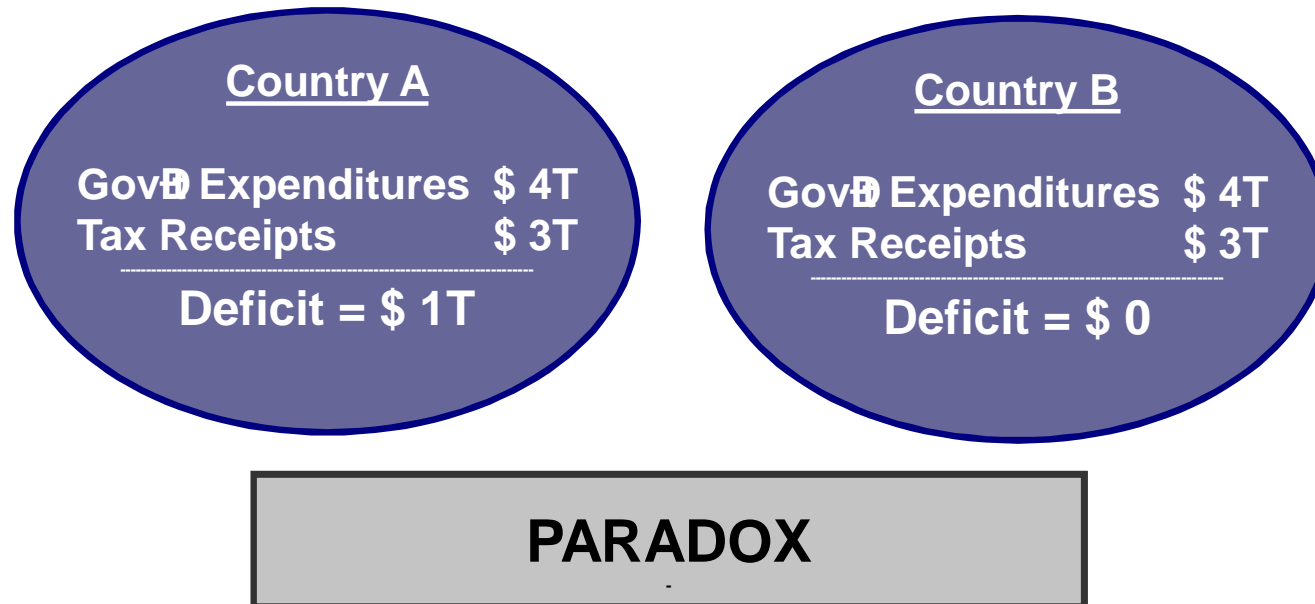 Country A
Gov't Expenditures $ 4T
Tax Receipts $ 3T
Deficit = $ 1T
Country B
Gov't Expenditures $ 4T
Tax Receipts $ 3T
Deficit = $ 0
PARADOX
-